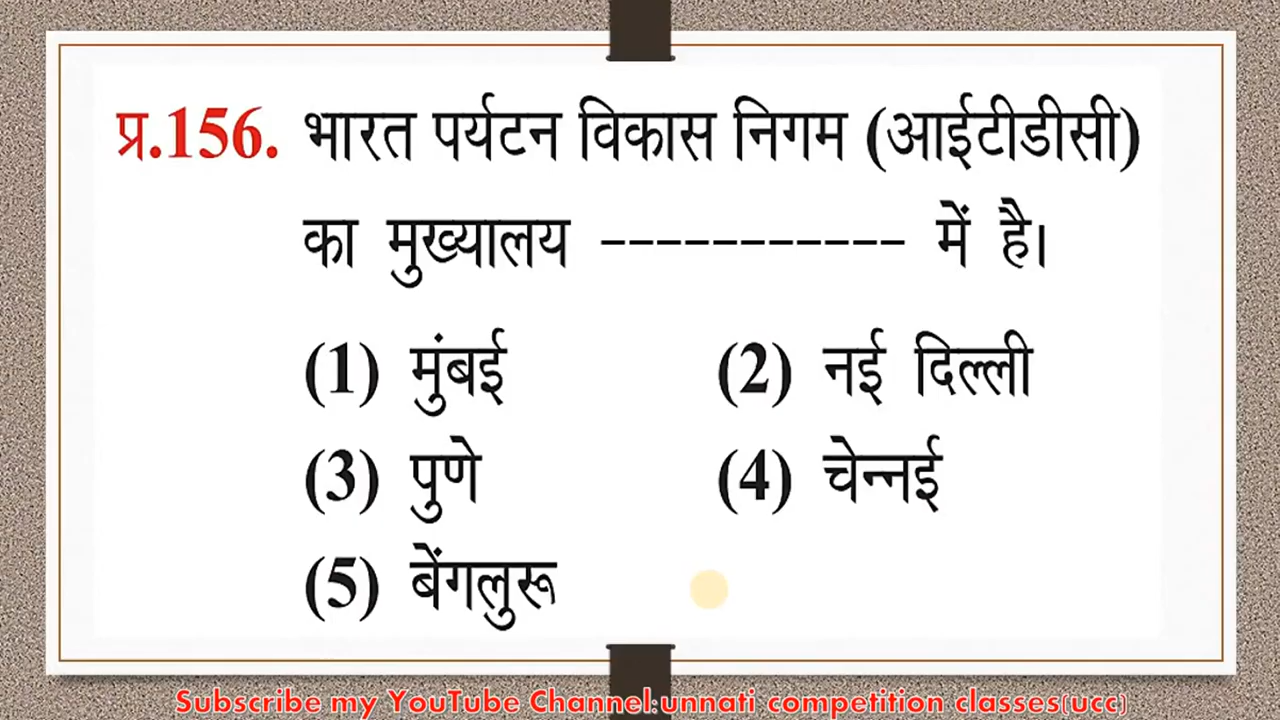 प्र.156. भारत पर्यटन विकास निगम (आईटीडीसी)
का मुख्यालय ----------- में है।
(1) मुंबई (2) नई दिल्ली
(3) पुणे (4) चेन्नई
(5) बेंगलुरू
Subscribe my YouTube Channel:unnati competition classes(ucc)